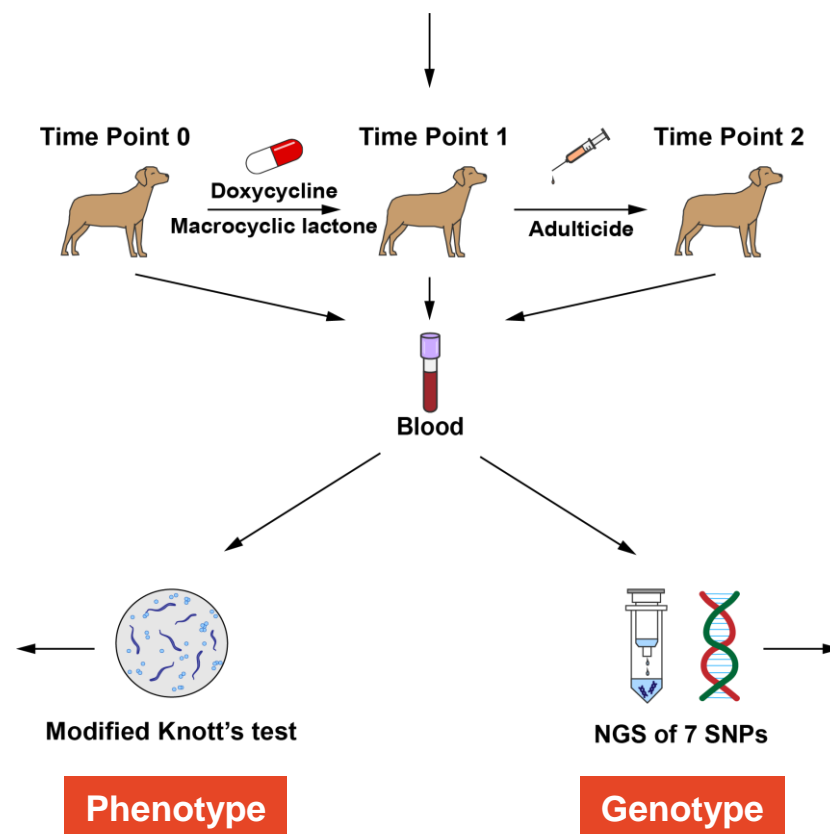 Time Point 0
Time Point 1
Time Point 2
Doxycycline
Macrocyclic lactone
Adulticide
Blood
Modified Knott's test
NGS of 7 SNPs
Phenotype
Genotype